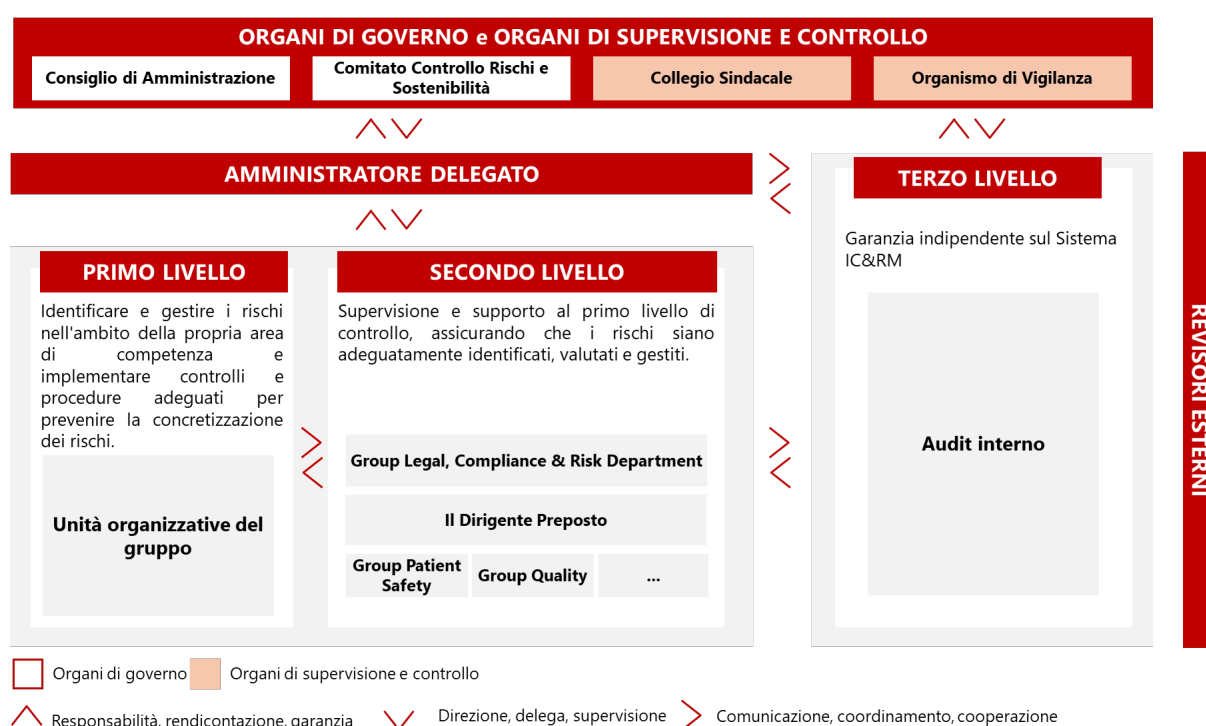 ORGANI DI GOVERNO e ORGANI DI SUPERVISIONE E CONTROLLO
Consiglio di Amministrazione
Comitato Controllo Rischi e
Sostenibilità
Collegio Sindacale
Organismo di Vigilanza
AMMINISTRATORE DELEGATO
PRIMO LIVELLO
Identificare e gestire i rischi
nell'ambito della propria area
di competenza e
implementare controlli e
procedure adeguati per
prevenire la concretizzazione
dei rischi.
Unità organizzative del
gruppo
SECONDO LIVELLO
Supervisione e supporto al primo livello di
controllo, assicurando che i rischi siano
adeguatamente identificati, valutati e gestiti.
Group Legal, Compliance & Risk Department
Il Dirigente Preposto
Group Patient
Safety
Group Quality
...
TERZO LIVELLO
Garanzia indipendente sul Sistema
IC&RM
Audit interno
REVISORI ESTERNI
Organi di governo
Organi di supervisione e controllo
Responsabilità, rendicontazione, garanzia
Direzione, delega, supervisione
Comunicazione, coordinamento, cooperazione